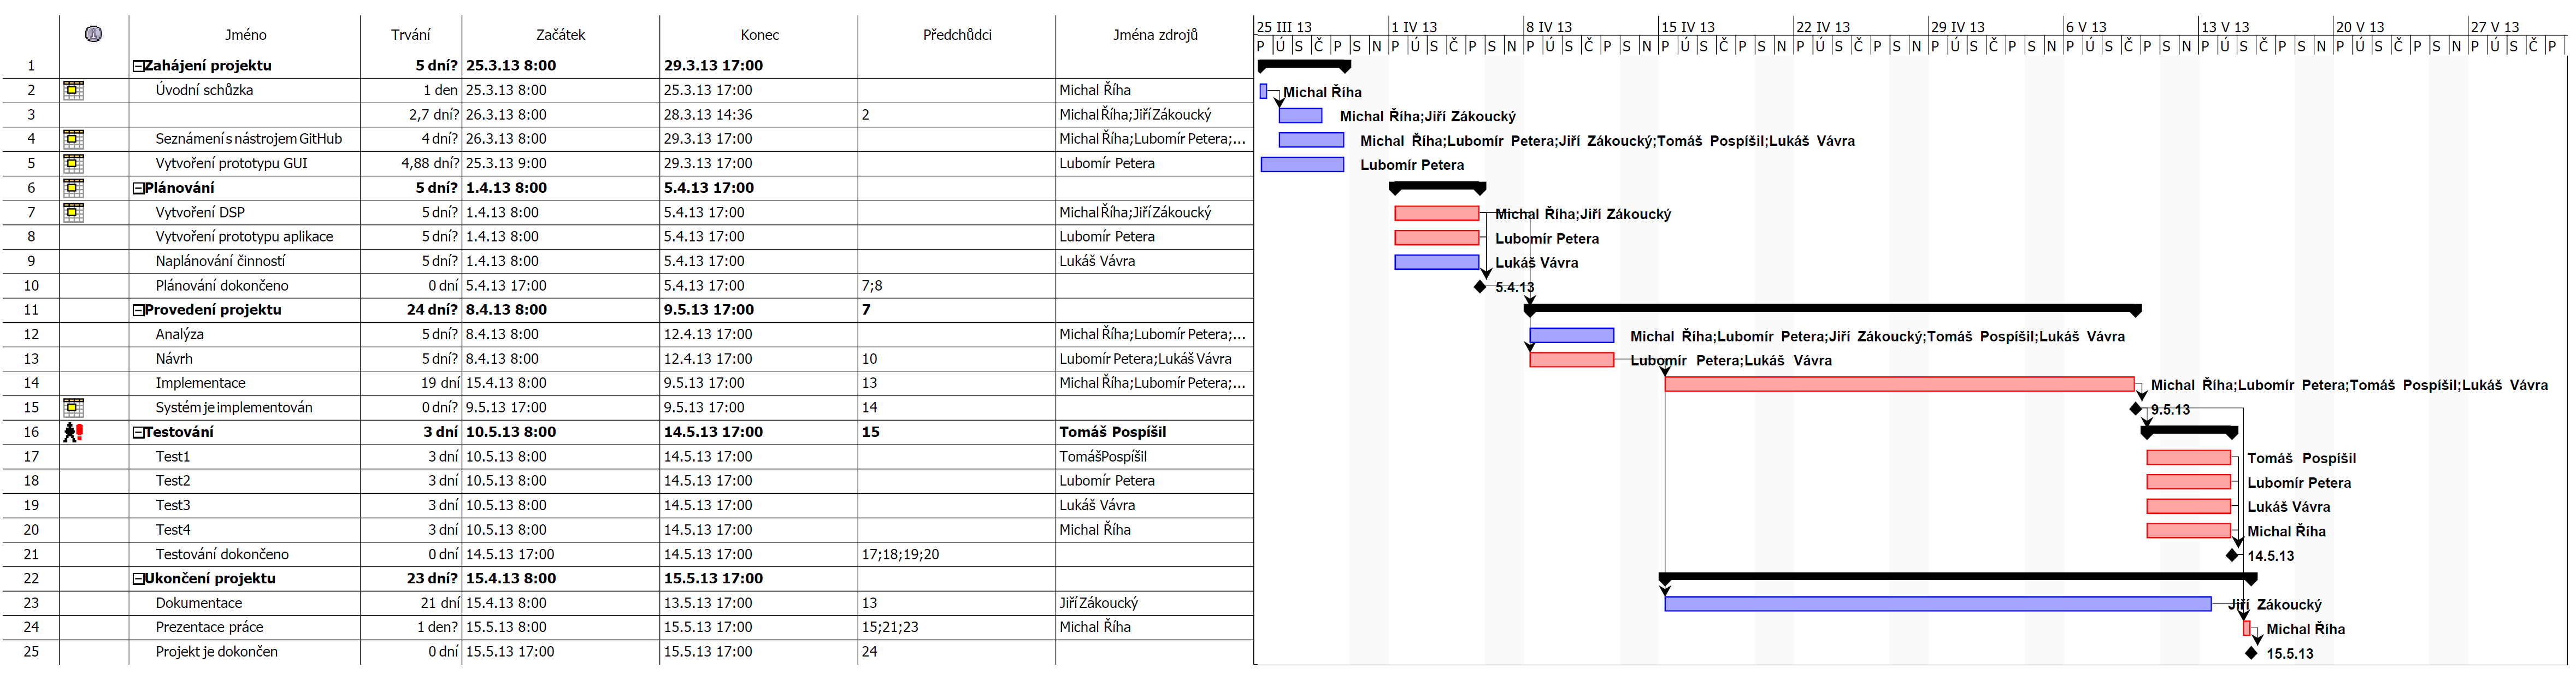 Jméno Trvání Začátek Konec Předchůdci Jména zdrojů
25 III 13 1 IV 13 8 IV 13 15 IV 13 22 IV 13 29 IV 13 6 V 13 13 V 13 20 V 13 27 V 13
P Ú S Č P S N P Ú S Č P S N P Ú S Č P S N P Ú S Č P S N P Ú S Č P S N P Ú S Č P S N P Ú S Č P S N P Ú S Č P S N P Ú S Č P S N P Ú S Č P
1 Zahájení projektu 5 dní? 25.3.13 8:00 29.3.13 17:00
2 Úvodní schůzka 1 den 25.3.13 8:00 25.3.13 17:00 Michal Říha Michal Říha
3 2,7 dní? 26.3.13 8:00 28.3.13 14:36 2 Michal Říha;Jiří Zákoucký Michal Říha;Jiří Zákoucký
4 Seznámení s nástrojem GitHub 4 dní? 26.3.13 8:00 29.3.13 17:00 Michal Říha;Lubomír Petera;... Michal Říha;Lubomír Petera;Jiří Zákoucký;Tomáš Pospíšil;Lukáš Vávra
5 Vytvoření prototypu GUI 4,88 dní? 25.3.13 9:00 29.3.13 17:00 Lubomír Petera Lubomír Petera
6 Plánování 5 dní? 1.4.13 8:00 5.4.13 17:00
7 Vytvoření DSP 5 dní? 1.4.13 8:00 5.4.13 17:00 Michal Říha;Jiří Zákoucký Michal Říha;Jiří Zákoucký
8 Vytvoření prototypu aplikace 5 dní? 1.4.13 8:00 5.4.13 17:00 Lubomír Petera Lubomír Petera
9 Naplánování činností 5 dní? 1.4.13 8:00 5.4.13 17:00 Lukáš Vávra Lukáš Vávra
10 Plánování dokončeno 0 dní 5.4.13 17:00 5.4.13 17:00 7;8 5.4.13
11 Provedení projektu 24 dní? 8.4.13 8:00 9.5.13 17:00 7
12 Analýza 5 dní? 8.4.13 8:00 12.4.13 17:00 Michal Říha;Lubomír Petera;... Michal Říha;Lubomír Petera;Jiří Zákoucký;Tomáš Pospíšil;Lukáš Vávra
13 Návrh 5 dní? 8.4.13 8:00 12.4.13 17:00 10 Lubomír Petera;Lukáš Vávra Lubomír Petera;Lukáš Vávra
14 Implementace 19 dní 15.4.13 8:00 9.5.13 17:00 13 Michal Říha;Lubomír Petera;... Michal Říha;Lubomír Petera;Tomáš Pospíšil;Lukáš Vávra
15 Systém je implementován 0 dní? 9.5.13 17:00 9.5.13 17:00 14 9.5.13
16 Testování 3 dní 10.5.13 8:00 14.5.13 17:00 15 Tomáš Pospíšil
17 Test1 3 dní 10.5.13 8:00 14.5.13 17:00 Tomáš Pospíšil Tomáš Pospíšil
18 Test2 3 dní 10.5.13 8:00 14.5.13 17:00 Lubomír Petera Lubomír Petera
19 Test3 3 dní 10.5.13 8:00 14.5.13 17:00 Lukáš Vávra Lukáš Vávra
20 Test4 3 dní 10.5.13 8:00 14.5.13 17:00 Michal Říha Michal Říha
21 Testování dokončeno 0 dní 14.5.13 17:00 14.5.13 17:00 17;18;19;20 14.5.13
22 Ukončení projektu 23 dní? 15.4.13 8:00 15.5.13 17:00
23 Dokumentace 21 dní 15.4.13 8:00 13.5.13 17:00 13 Jiří Zákoucký Jiří Zákoucký
24 Prezentace práce 1 den? 15.5.13 8:00 15.5.13 17:00 15;21;23 Michal Říha Michal Říha
25 Projekt je dokončen 0 dní 15.5.13 17:00 15.5.13 17:00 24 15.5.13